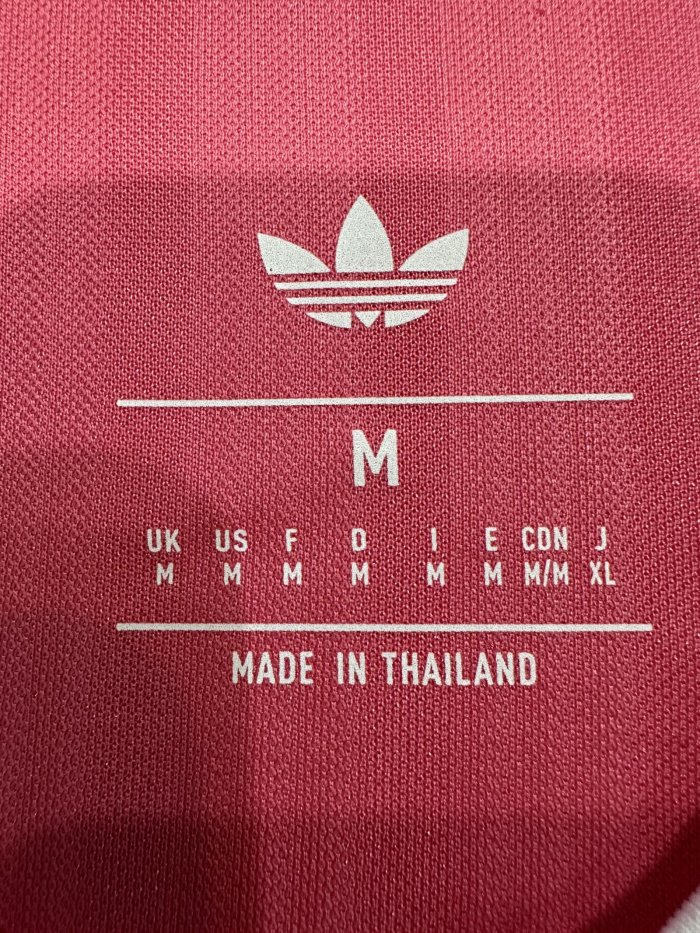 M
UK US F D I E CDN J
M M M M M M M/M XL
MADE IN THAILAND